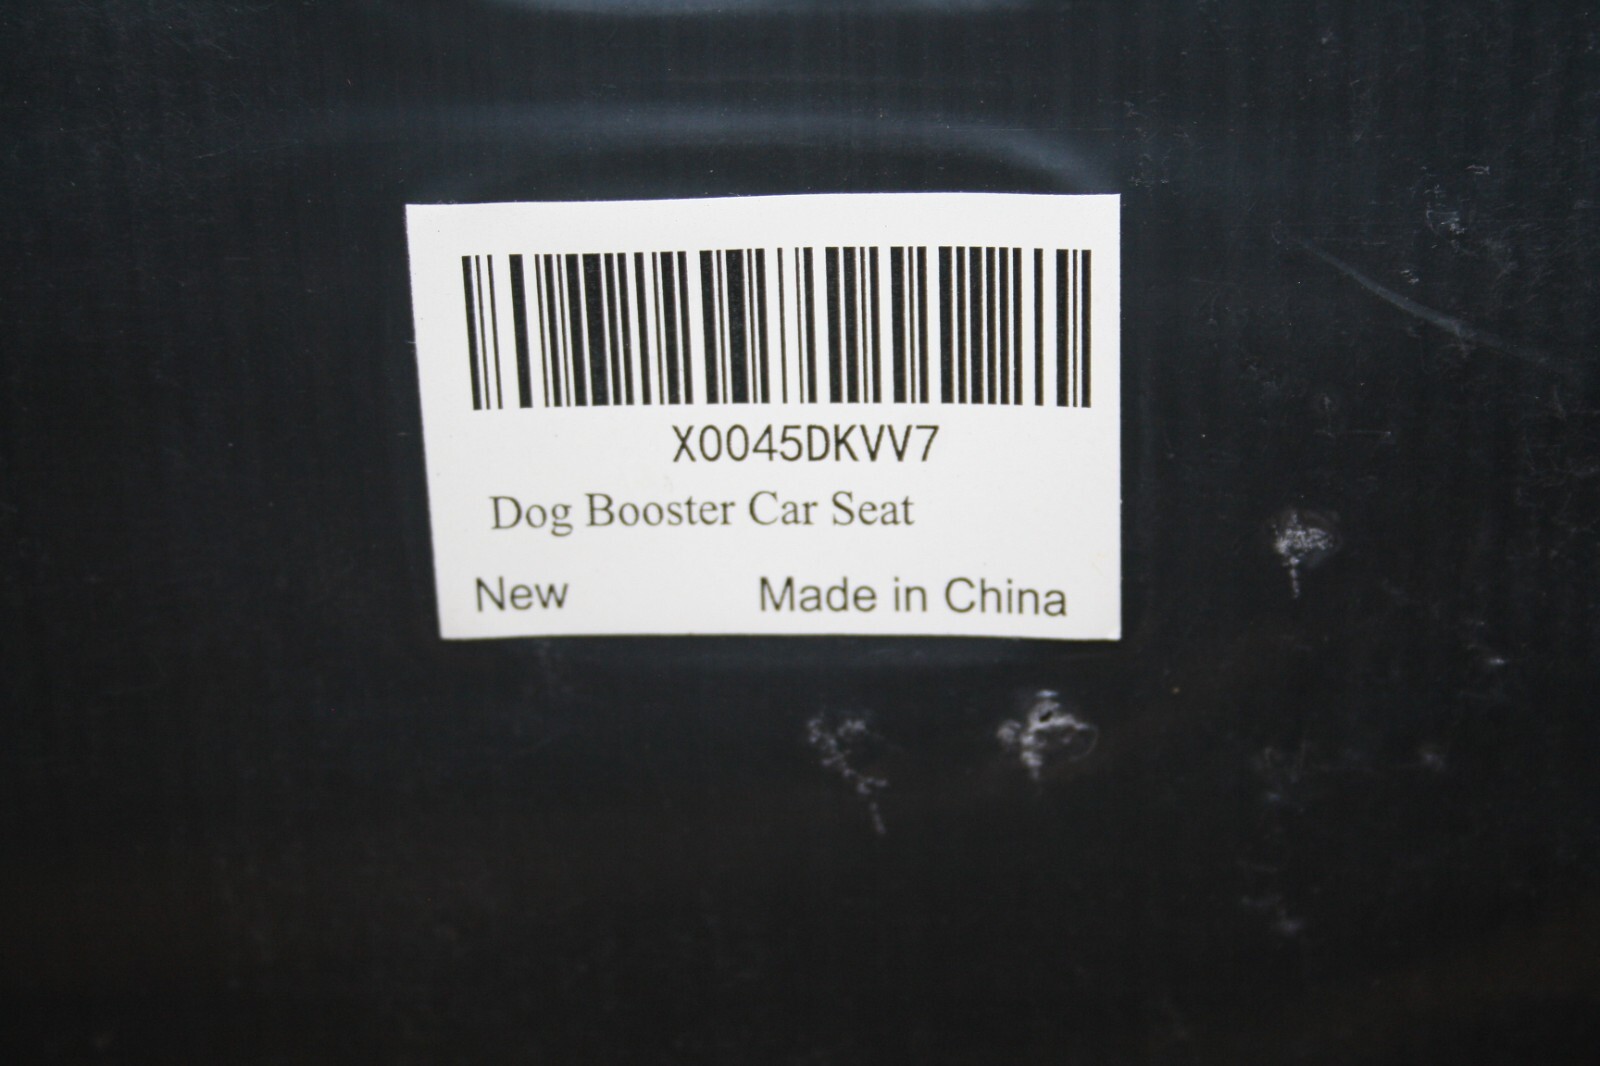 X0045DKVV7
Dog Booster Car Seat
New Made in China